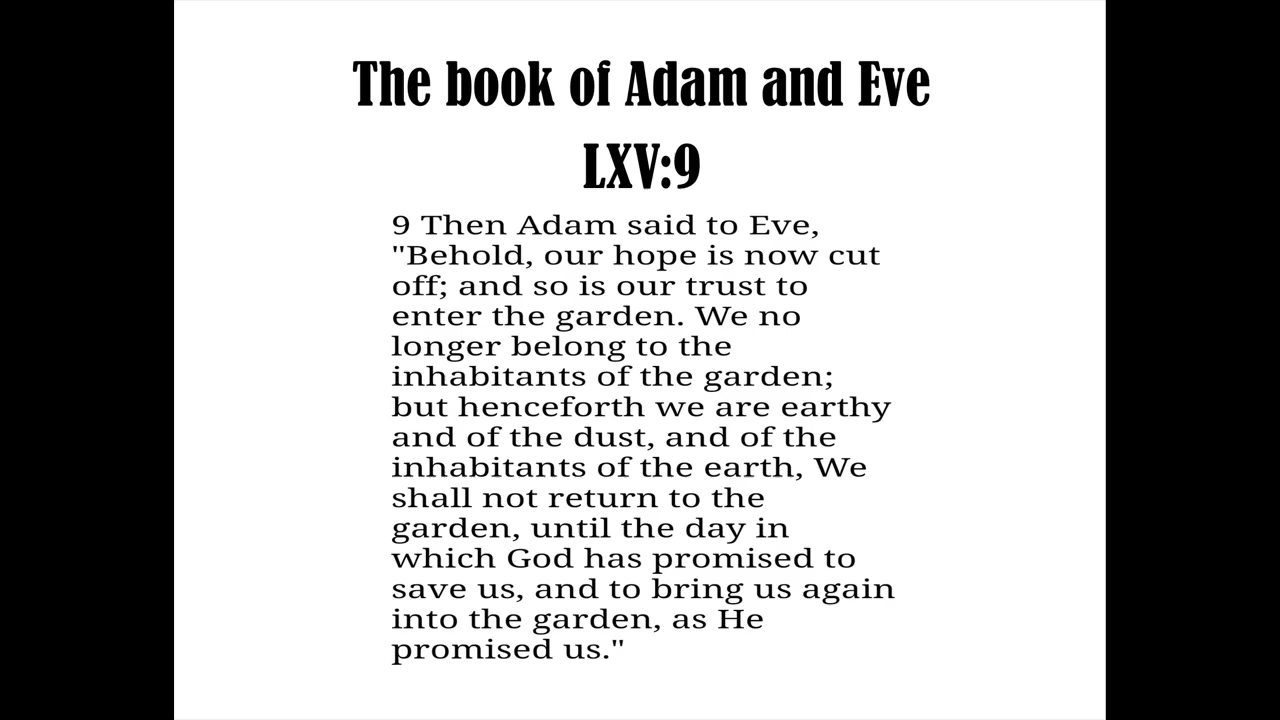 The book of Adam and Eve
LXV:9
9 Then Adam said to Eve,
"Behold, our hope is now cut
off; and so is our trust to
enter the garden. We no
longer belong to the
inhabitants of the garden;
but henceforth we are earthy
and of the dust, and of the
inhabitants of the earth, We
shall not return to the
garden, until the day in
which God has promised to
save us, and to bring us again
into the garden, as He
promised us."